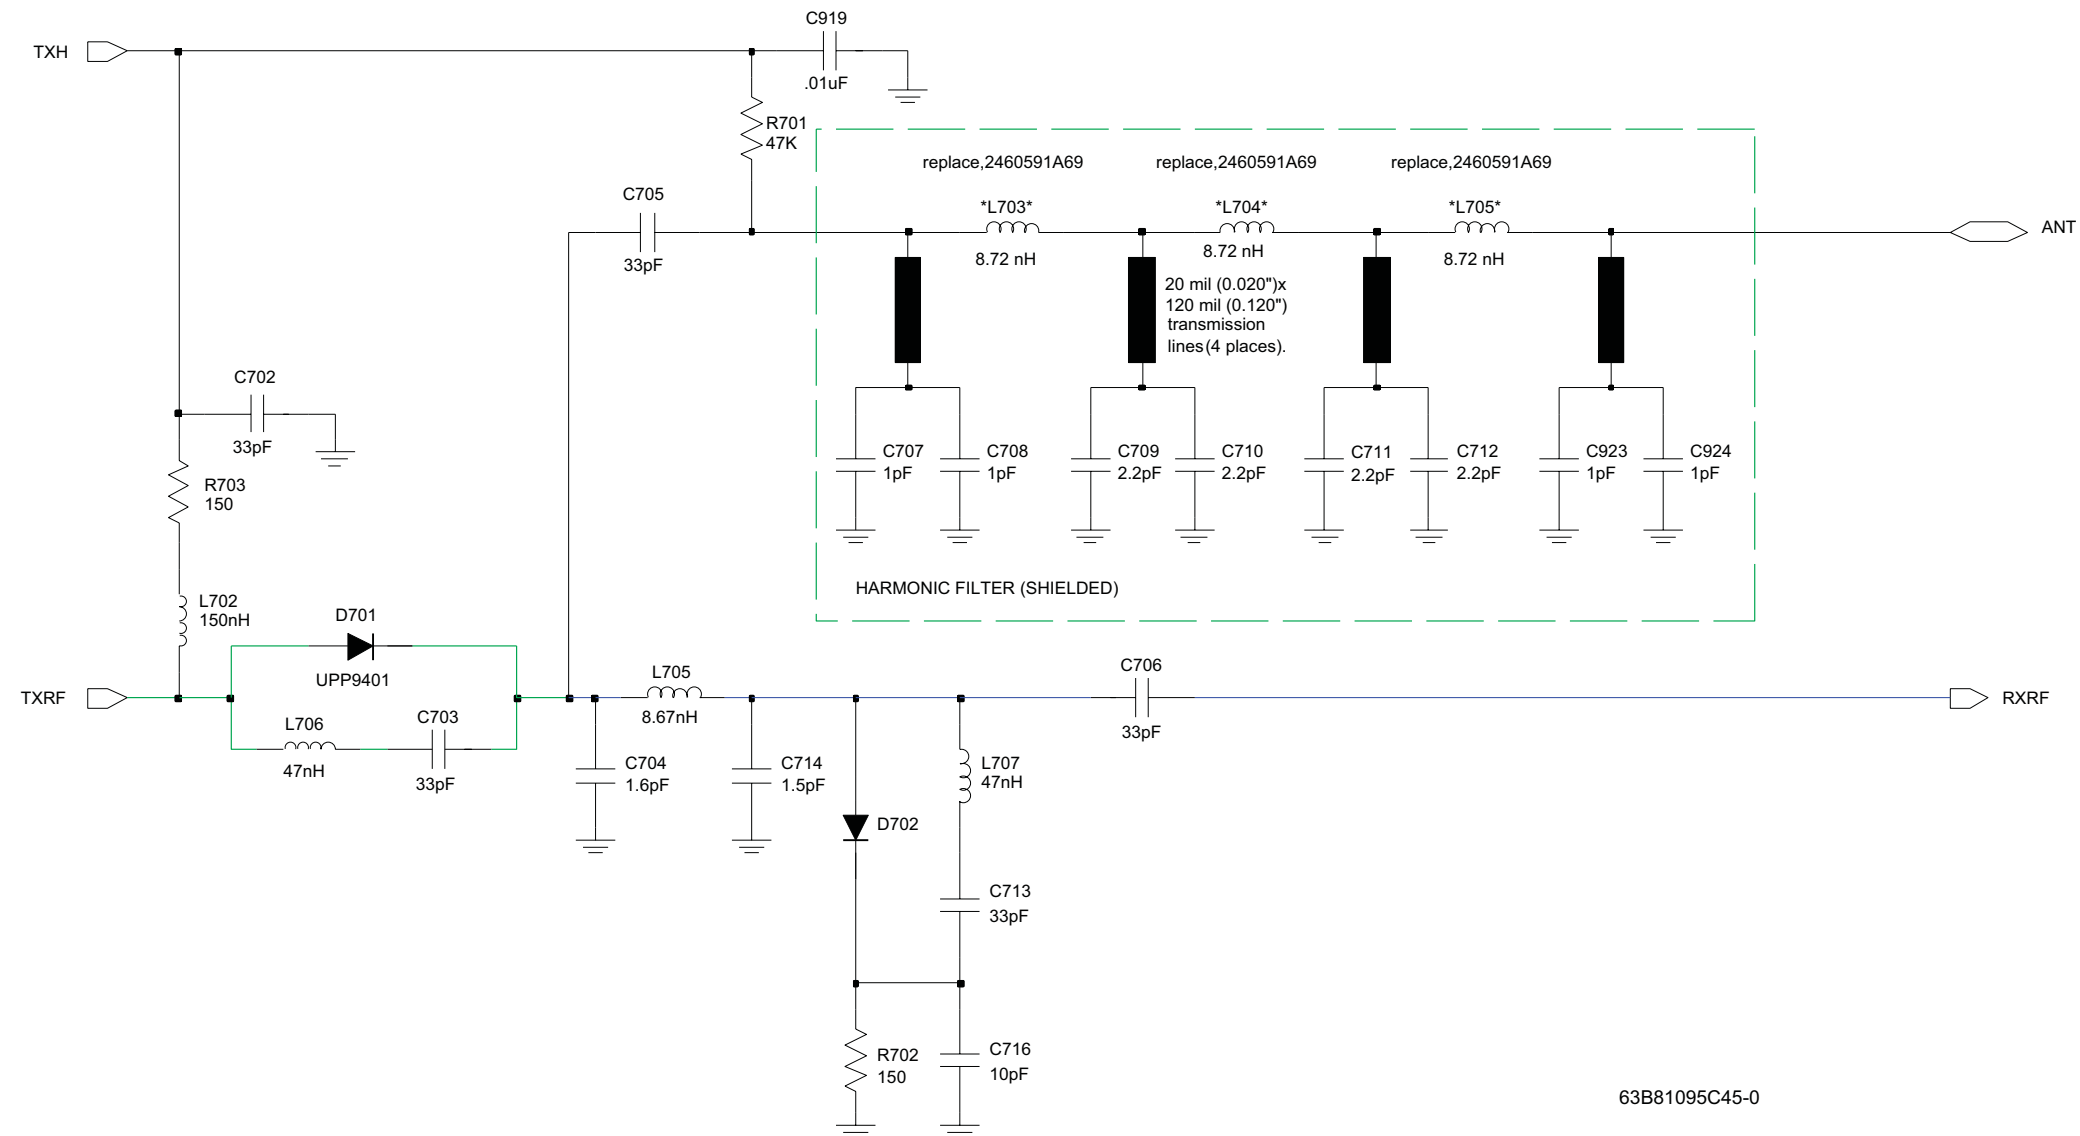 C919
TXH
.01uF
R701
47K
replace,2460591A69
replace,2460591A69
replace,2460591A69
C705
33pF
*L703*
8.72 nH
*L704*
8.72 nH
*L705*
8.72 nH
ANT
20 mil (0.020")x
120 mil (0.120")
transmission
lines(4 places).
C702
33pF
C707
1pF
C708
1pF
C709
2.2pF
C710
2.2pF
C711
2.2pF
C712
2.2pF
C923
1pF
C924
1pF
R703
150
HARMONIC FILTER (SHIELDED)
L702
150nH
D701
UPP9401
TXRF
L706
47nH
C703
33pF
L705
8.67nH
C706
33pF
RXRF
C704
1.6pF
C714
1.5pF
L707
47nH
D702
C713
33pF
R702
150
C716
10pF
63B81095C45-0